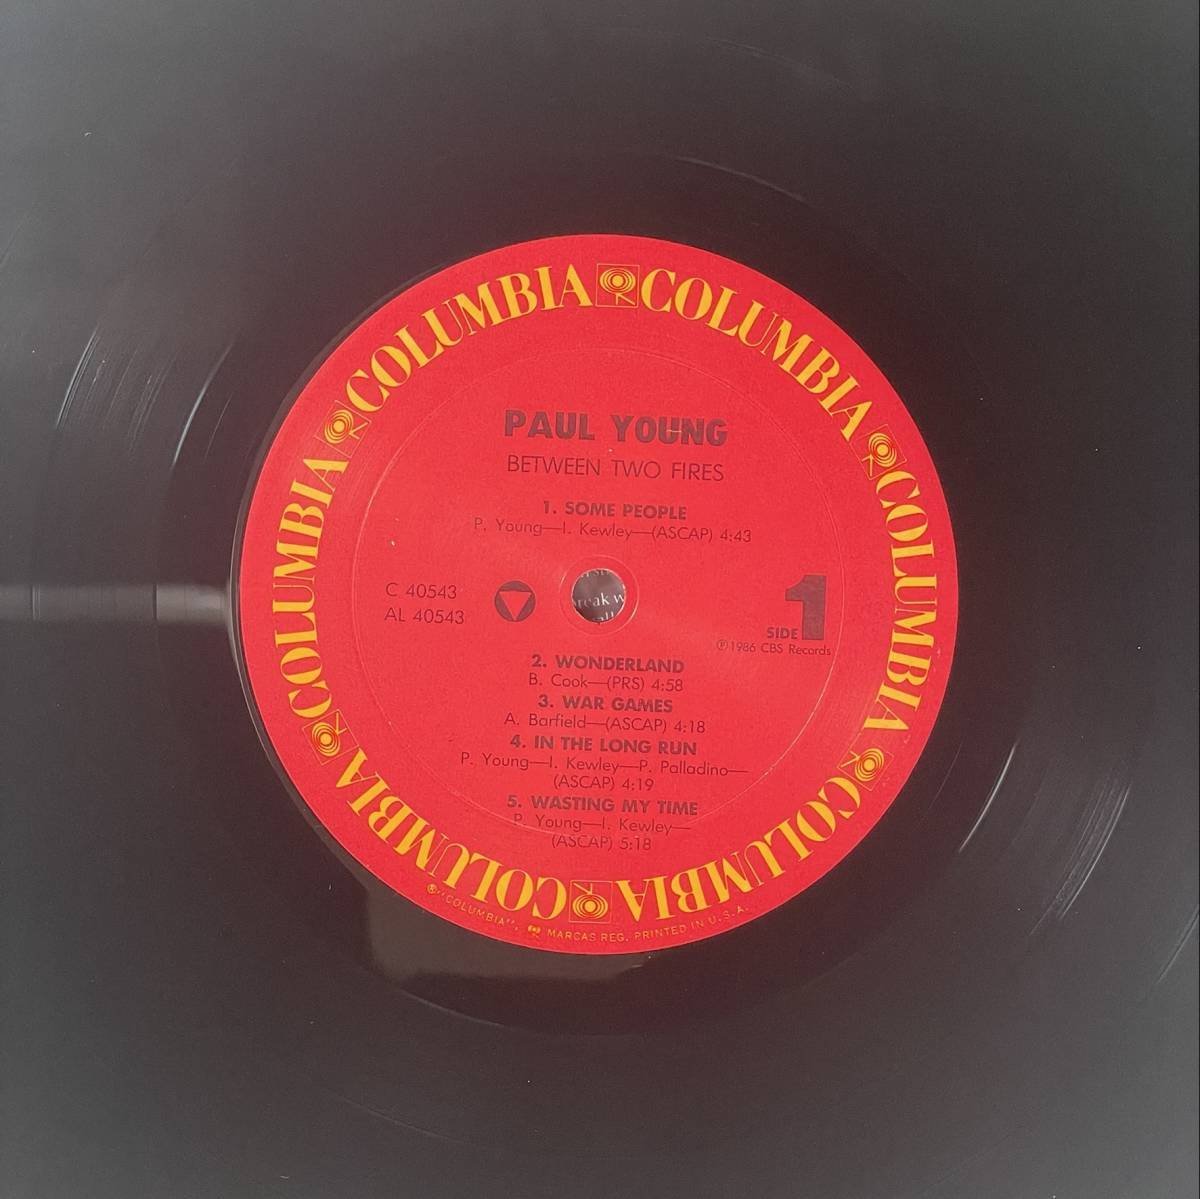 COLUMBIA COLUMBIA COLUMBIA COLUMBIA COLUMBIA COLUMBIA COLUMBIA
PAUL YOUNG
BETWEEN TWO FIRES
1. SOME PEOPLE
P. Young—I. Kewley—(ASCAP) 4:43
C 40543
AL 40543
SIDE 1
℗1986 CBS Records
2. WONDERLAND
B. Cook—(PRS) 4:58
3. WAR GAMES
A. Barfield—(ASCAP) 4:18
4. IN THE LONG RUN
P. Young—I. Kewley—P. Palladino—
(ASCAP) 4:19
5. WASTING MY TIME
P. Young—I. Kewley—
(ASCAP) 5:18
®"COLUMBIA", MARCAS REG. PRINTED IN U.S.A.